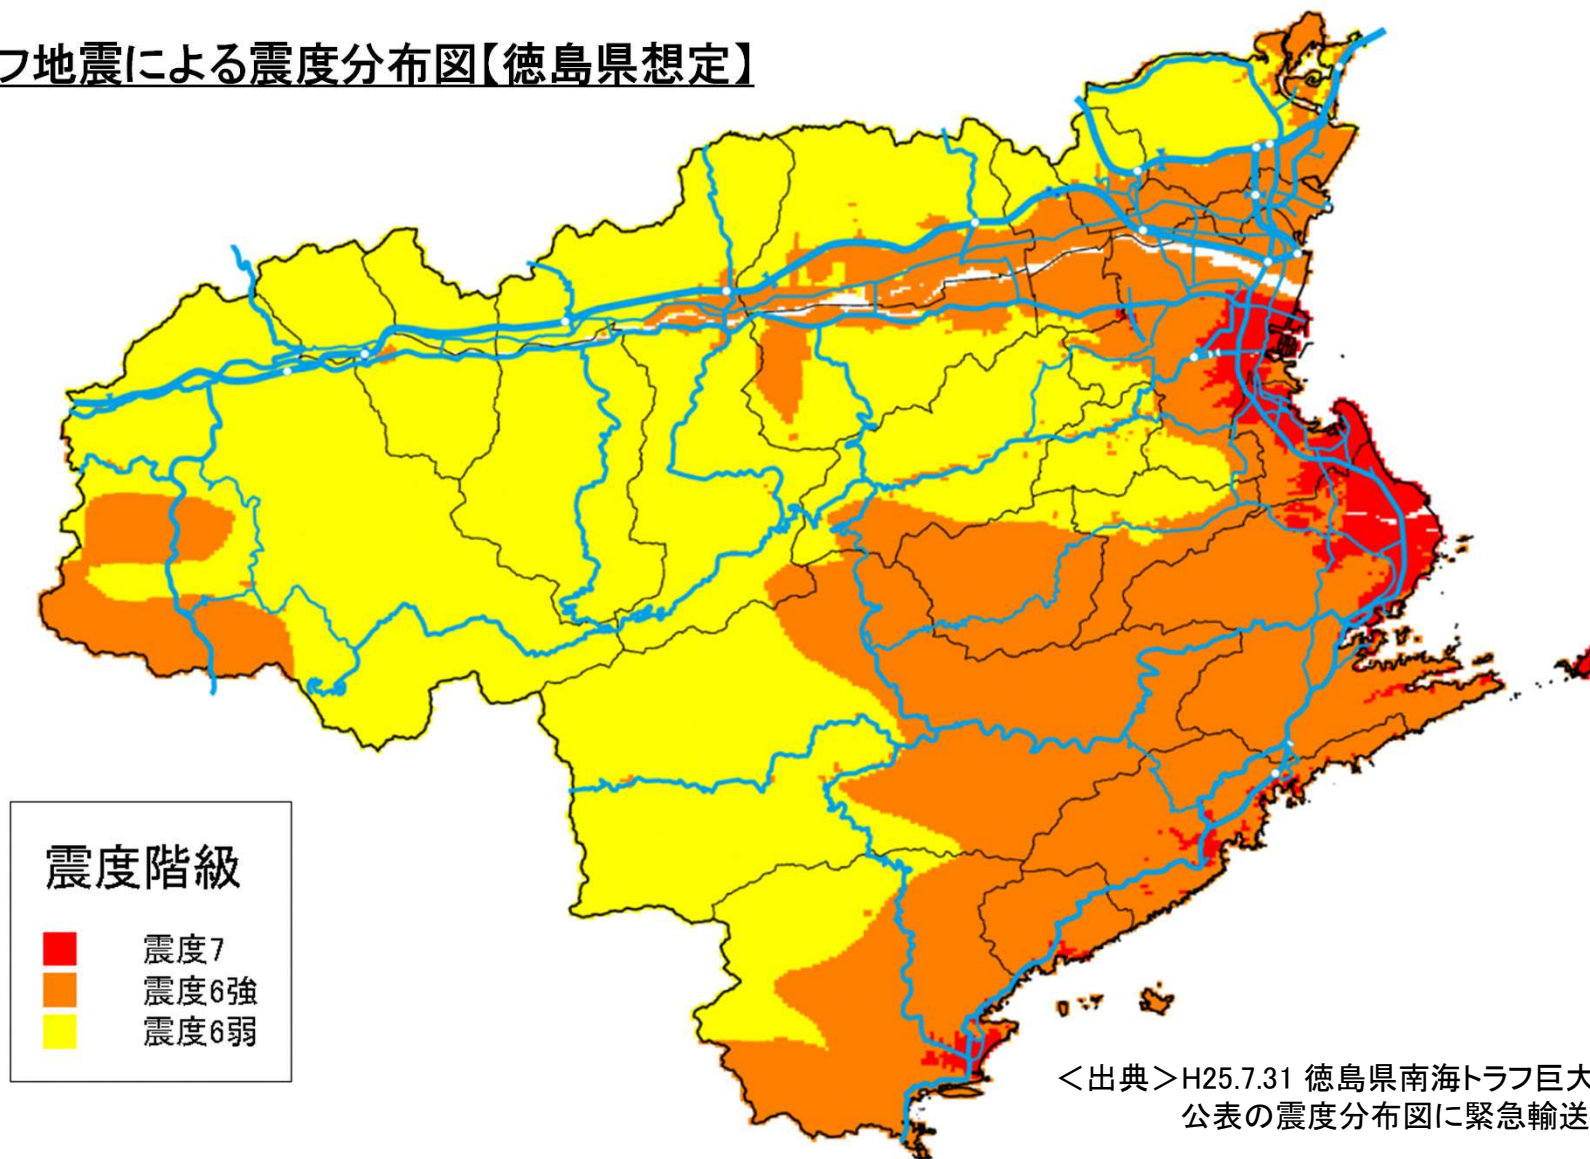 フ地震による震度分布図【徳島県想定】
震度階級
震度7
震度6強
震度6弱
＜出典＞H25.7.31 徳島県南海トラフ巨大
公表の震度分布図に緊急輸送